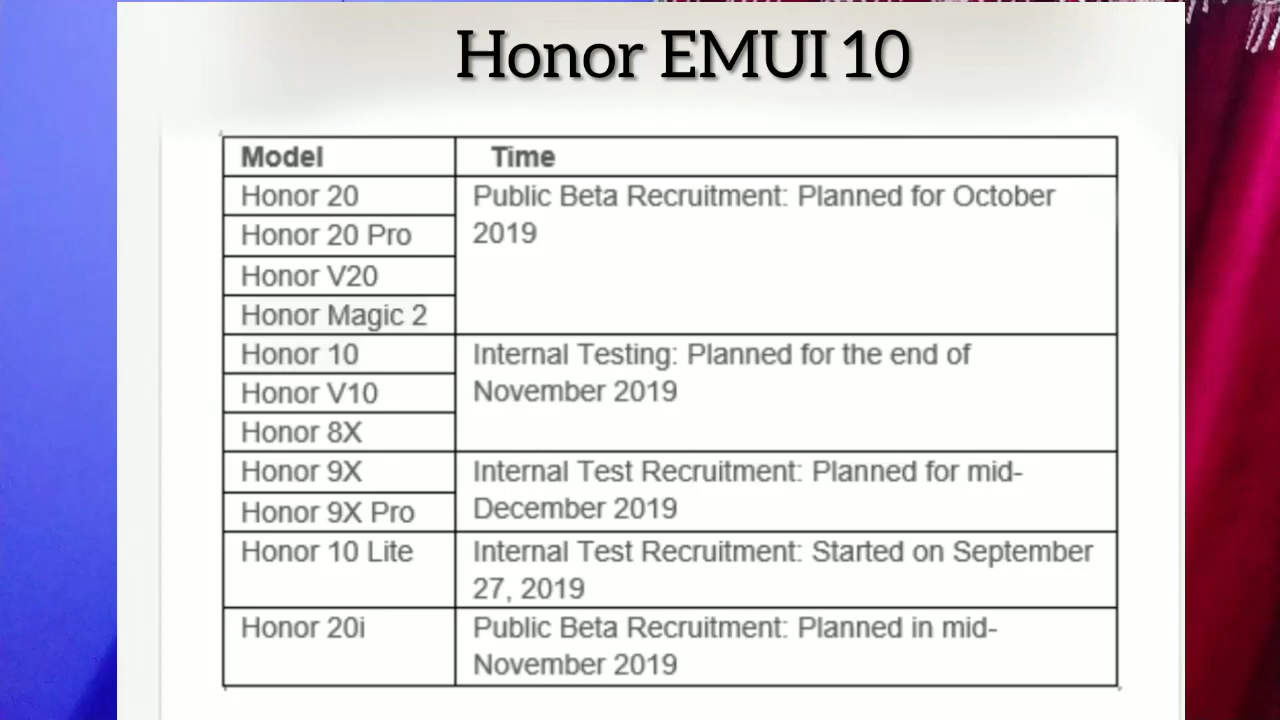 Honor EMUI 10
Model Time
Honor 20 Public Beta Recruitment: Planned for October
Honor 20 Pro 2019
Honor V20
Honor Magic 2
Honor 10 Internal Testing: Planned for the end of
Honor V10 November 2019
Honor 8X
Honor 9X Internal Test Recruitment: Planned for mid-
Honor 9X Pro December 2019
Honor 10 Lite Internal Test Recruitment: Started on September
27, 2019
Honor 20i Public Beta Recruitment: Planned in mid-
November 2019